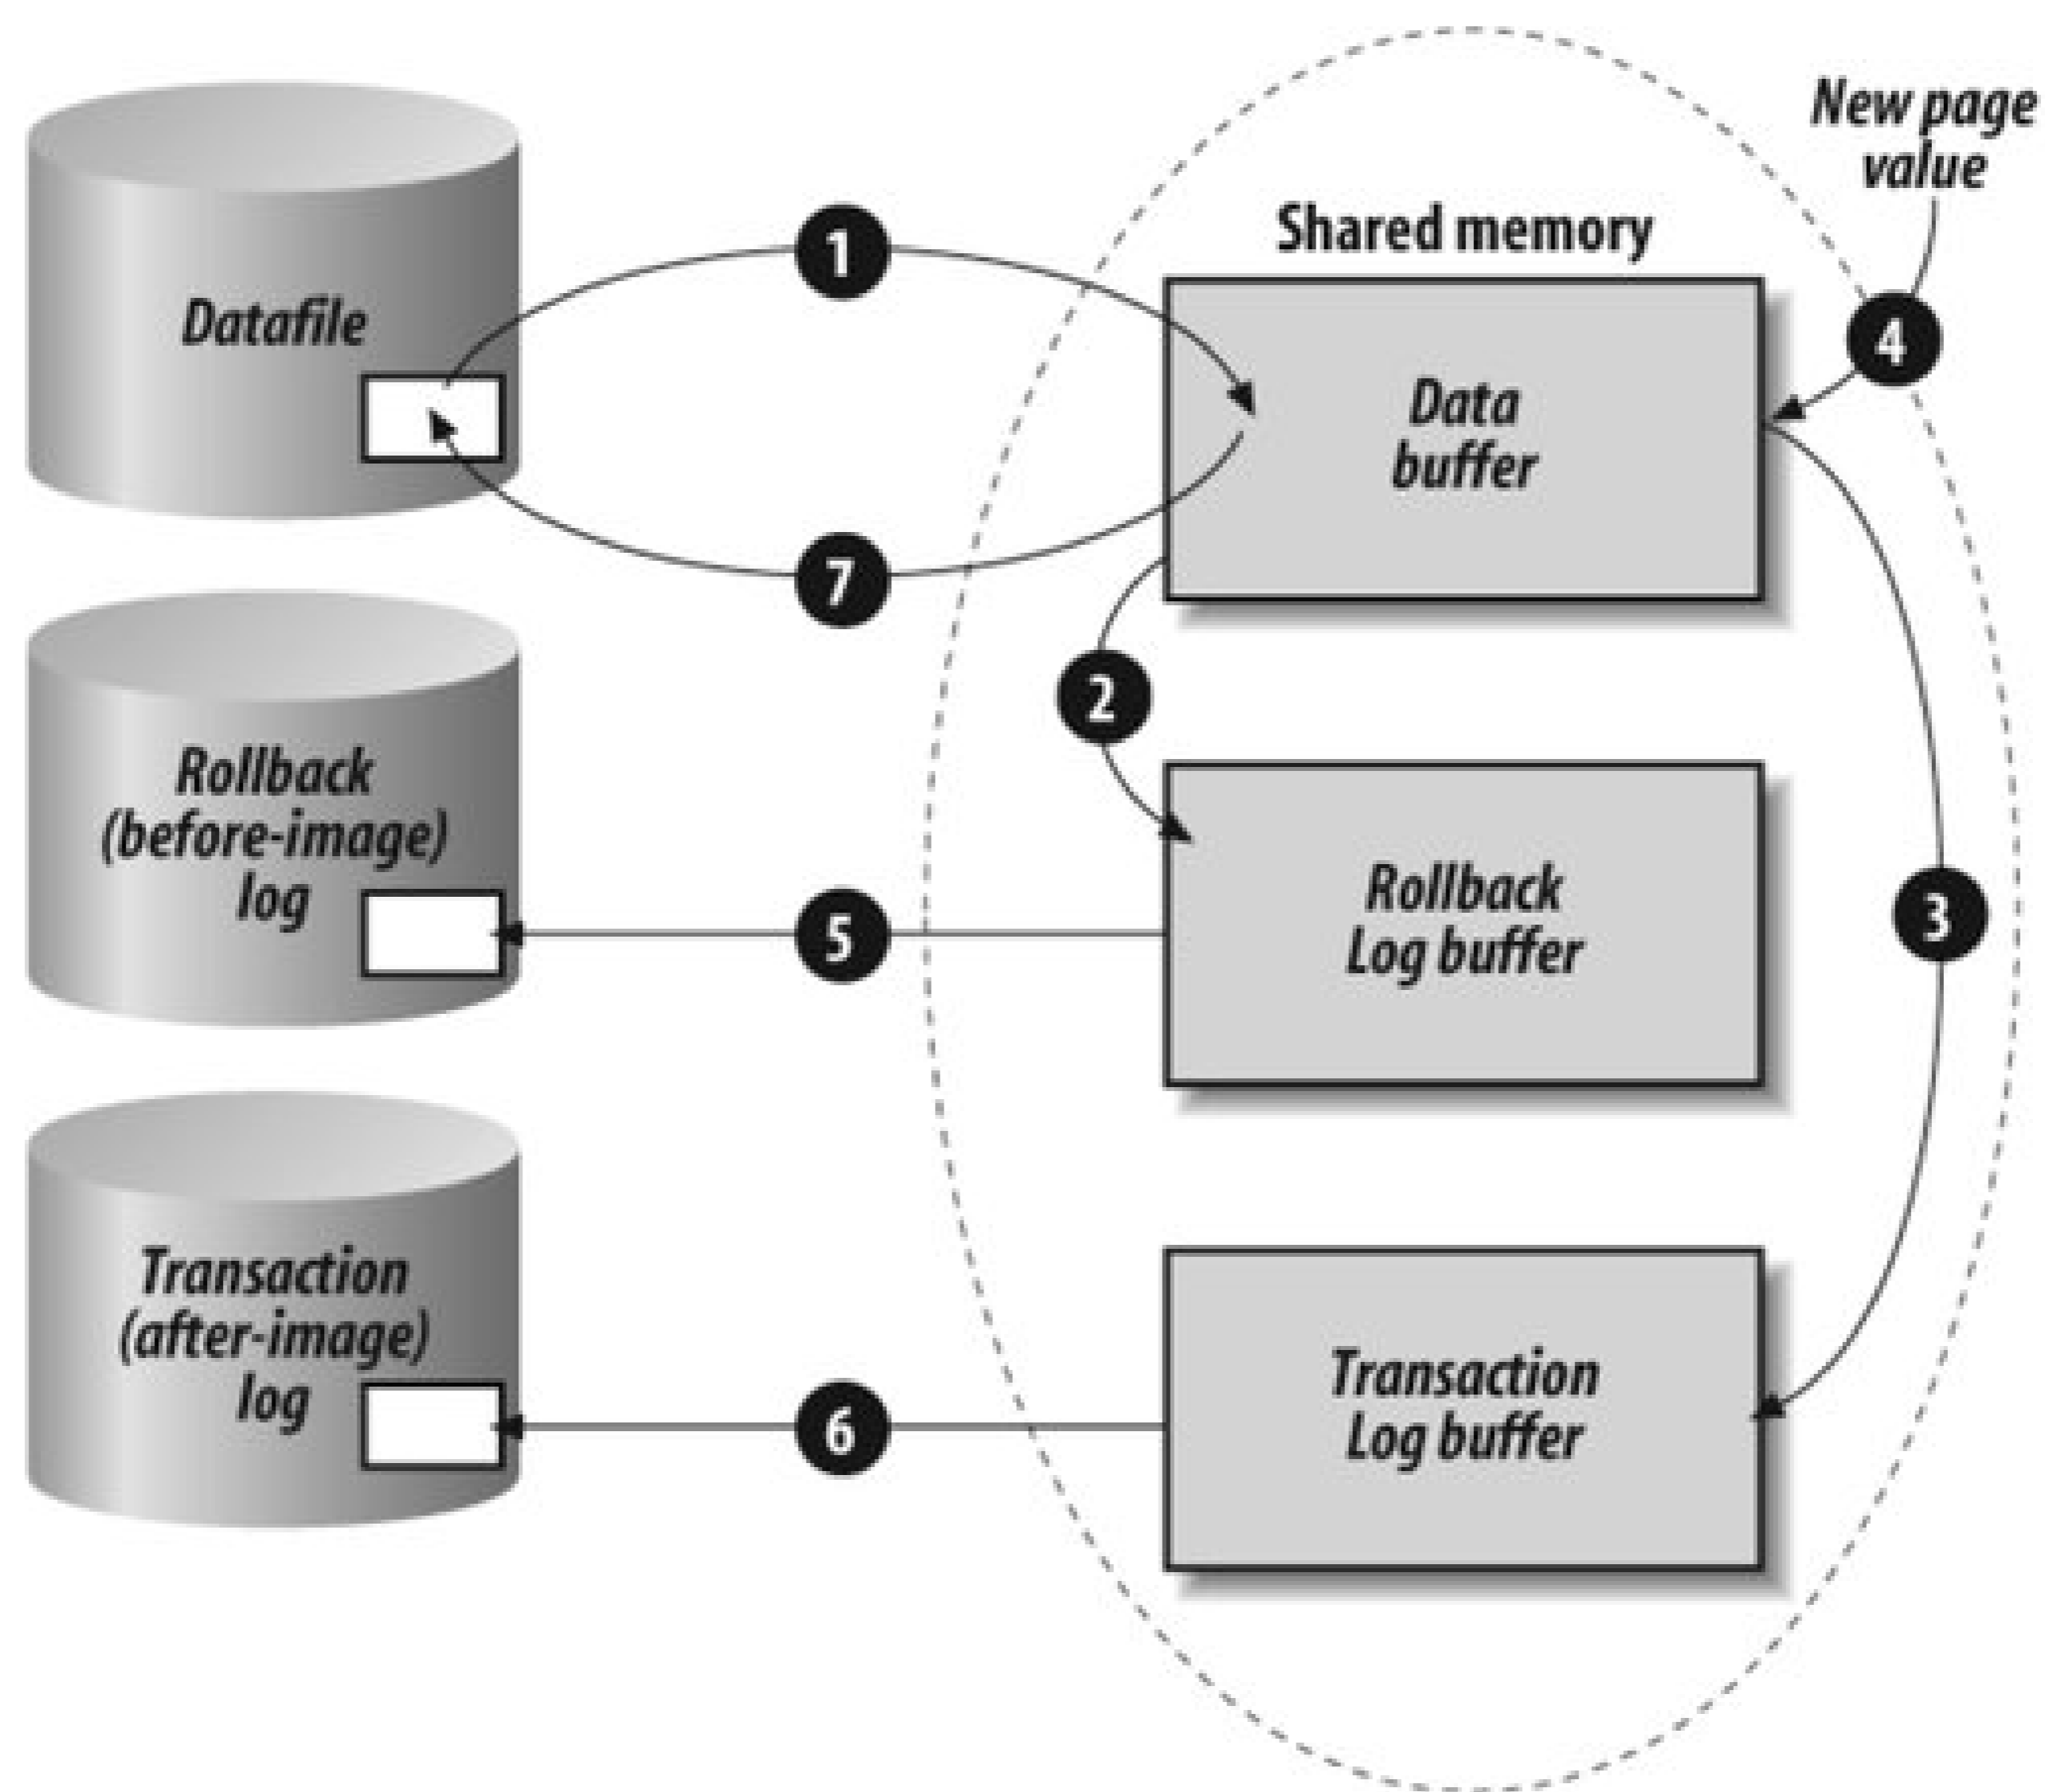 New page
value
Shared memory
1
Datafile
4
Data
buffer
7
2
Rollback
(before-image)
log
5
Rollback
Log buffer
3
Transaction
(after-image)
log
6
Transaction
Log buffer